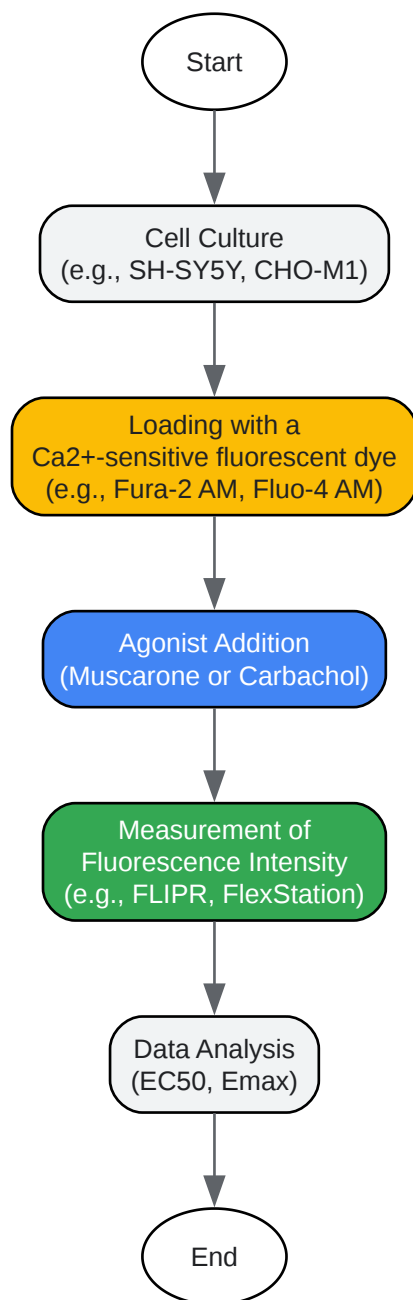 Start
Cell Culture
(e.g., SH-SY5Y, CHO-M1)
Loading with a
Ca2+-sensitive fluorescent dye
(e.g., Fura-2 AM, Fluo-4 AM)
Agonist Addition
(Muscarone or Carbachol)
Measurement of
Fluorescence Intensity
(e.g., FLIPR, FlexStation)
Data Analysis
(EC50, Emax)
End